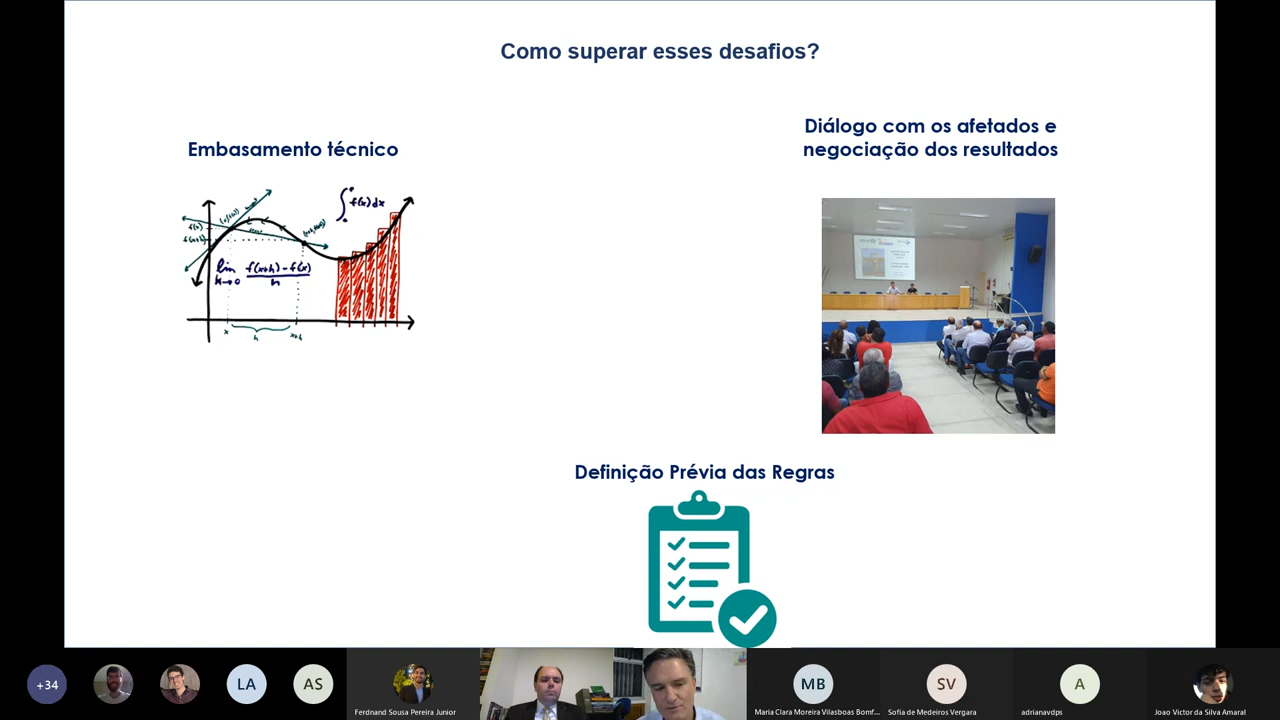 Como superar esses desafios?
Embasamento técnico
Diálogo com os afetados e
negociação dos resultados
f(x)dx
f(x)
f(x+h)
lim
h→0
f(x+h)-f(x)
h
x
h
x+h
Definição Prévia das Regras
+34
LA
AS
MB
SV
A
Ferdnand Sousa Pereira Junior
Maria Clara Moreira Vilasboas Bomf...
Sofia de Medeiros Vergara
adrianavdps
Joao Victor da Silva Amaral